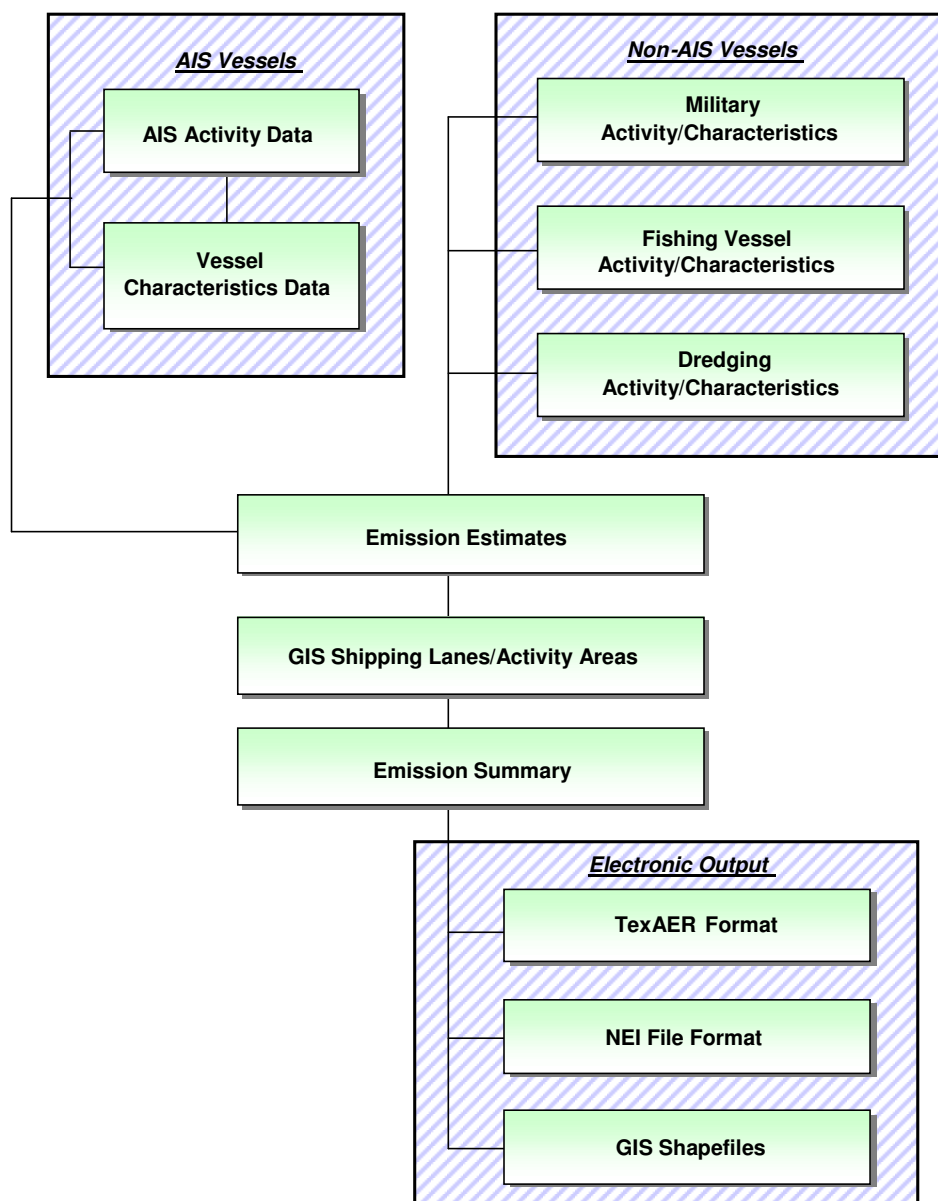 AIS Vessels
AIS Activity Data
Vessel
Characteristics Data
Non-AIS Vessels
Military
Activity/Characteristics
Fishing Vessel
Activity/Characteristics
Dredging
Activity/Characteristics
Emission Estimates
GIS Shipping Lanes/Activity Areas
Emission Summary
Electronic Output
TexAER Format
NEI File Format
GIS Shapefiles